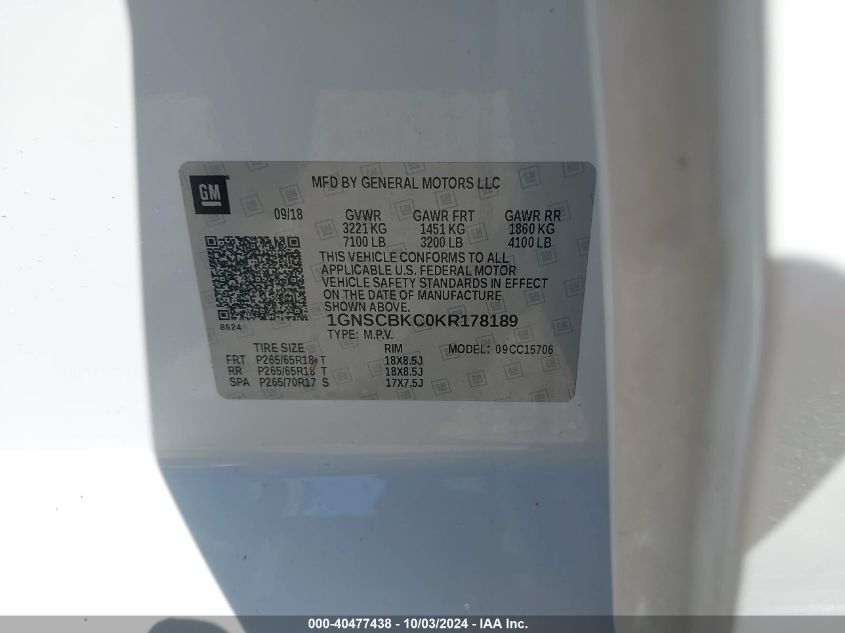 GM
MFD BY GENERAL MOTORS LLC
09/18 GVWR GAWR FRT GAWR RR
3221 KG 1451 KG 1860 KG
7100 LB 3200 LB 4100 LB
THIS VEHICLE CONFORMS TO ALL
APPLICABLE U.S. FEDERAL MOTOR
VEHICLE SAFETY STANDARDS IN EFFECT
ON THE DATE OF MANUFACTURE
SHOWN ABOVE.
8624
1GNSCBKC0KR178189
TYPE: M.P.V.
TIRE SIZE RIM MODEL: 09CC15706
FRT P265/65R18 T 18X8.5J
RR P265/65R18 T 18X8.5J
SPA P265/70R17 S 17X7.5J
000-40477438 - 10/03/2024 - IAA Inc.